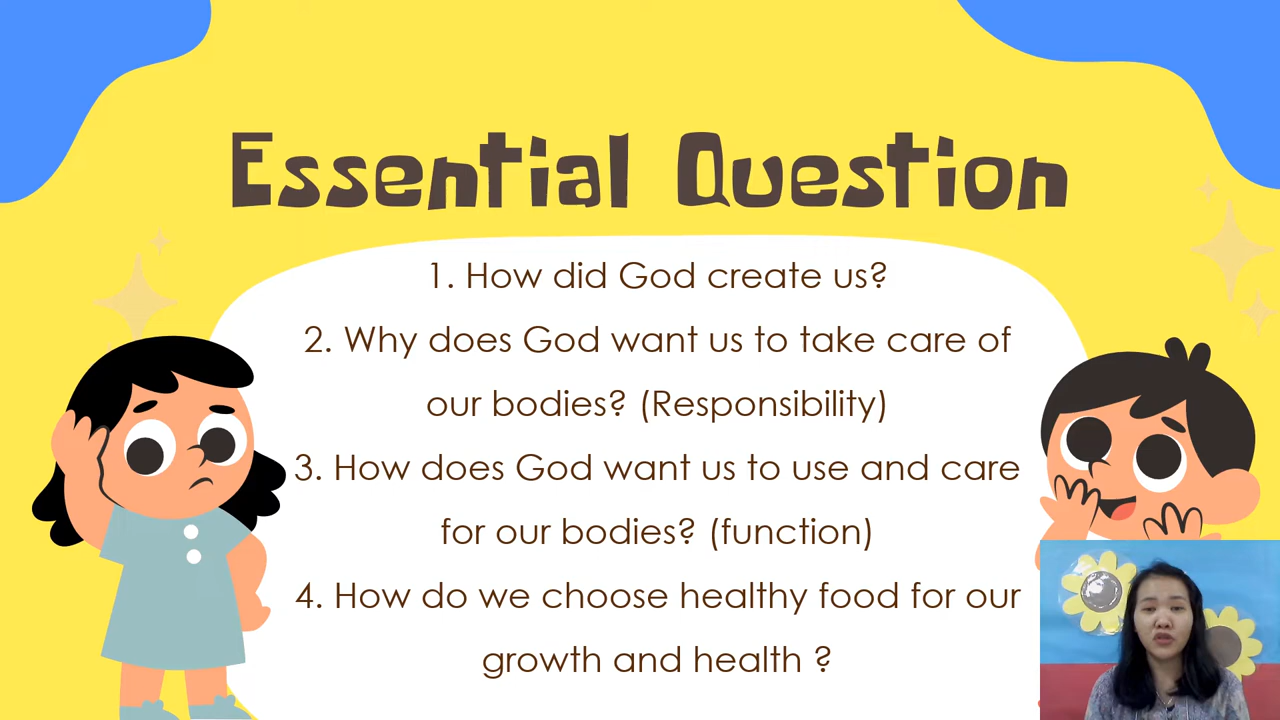 Essential Question
1. How did God create us?
2. Why does God want us to take care of
our bodies? (Responsibility)
3. How does God want us to use and care
for our bodies? (function)
4. How do we choose healthy food for our
growth and health ?